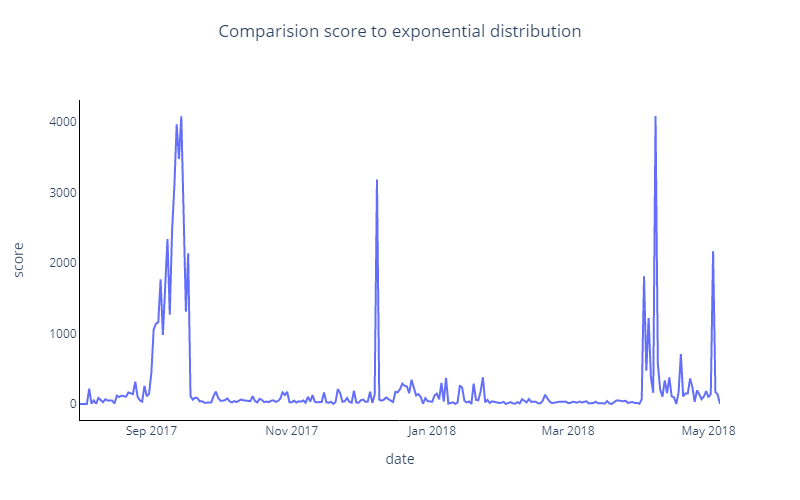 Comparision score to exponential distribution
4000
3000
2000
1000
0
score
Sep 2017
Nov 2017
Jan 2018
Mar 2018
May 2018
date